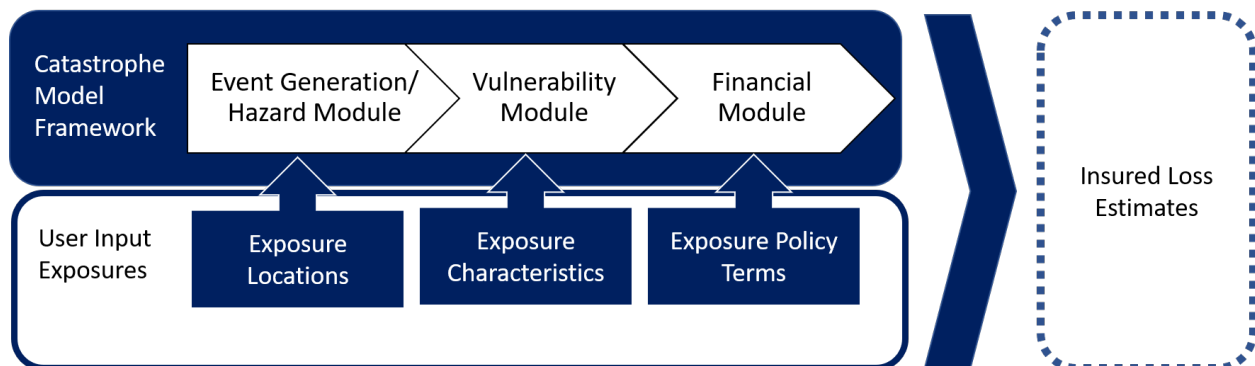 Catastrophe
Model
Framework
Event Generation/
Hazard Module
Vulnerability
Module
Financial
Module
User Input
Exposures
Exposure
Locations
Exposure
Characteristics
Exposure Policy
Terms
Insured Loss
Estimates